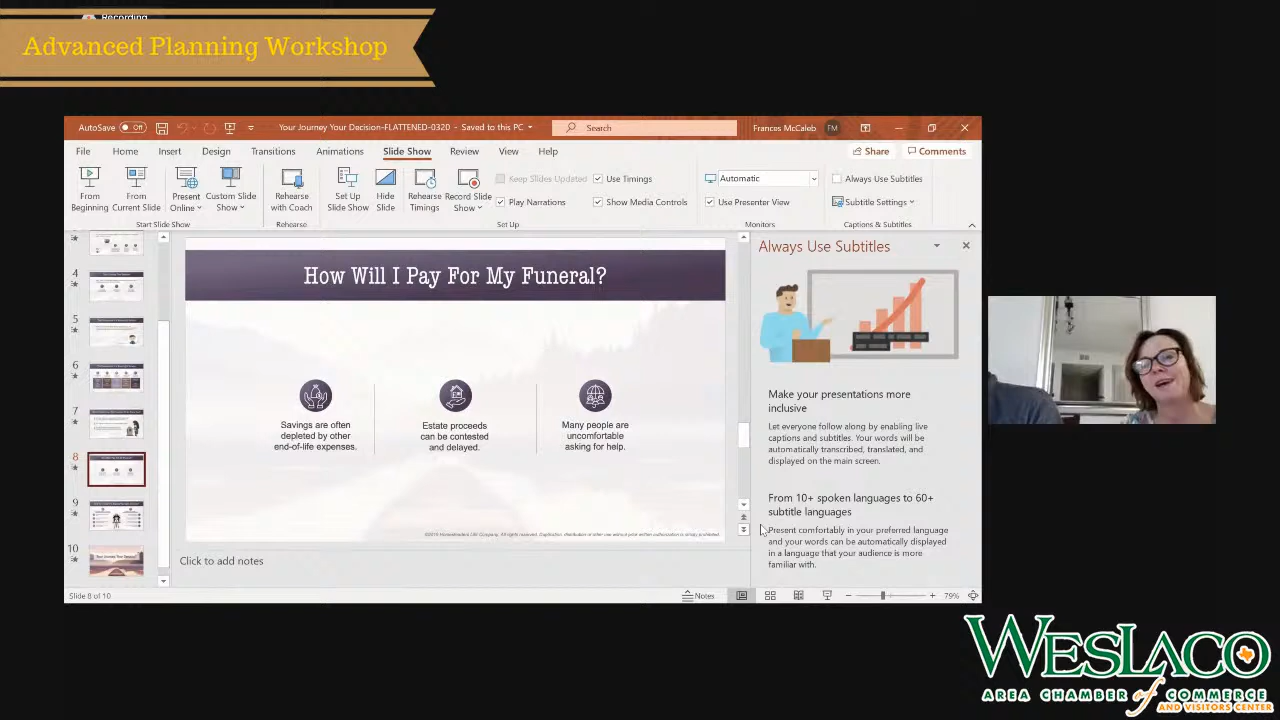 Recording
Advanced Planning Workshop
AutoSave Off
Your Journey Your Decision-FLATTENED-0320 - Saved to this PC
Search
Frances McCaleb FM
File Home Insert Design Transitions Animations Slide Show Review View Help
Share Comments
From Beginning
From Current Slide
Present Online
Custom Slide Show
Rehearse with Coach
Set Up Slide Show
Hide Slide
Rehearse Timings
Record Slide Show
Keep Slides Updated
Play Narrations
Use Timings
Show Media Controls
Automatic
Use Presenter View
Always Use Subtitles
Subtitle Settings
Start Slide Show
Rehearse
Set Up
Monitors
Captions & Subtitles
4
5
6
7
8
9
10
How Will I Pay For My Funeral?
Savings are often
depleted by other
end-of-life expenses.
Estate proceeds
can be contested
and delayed.
Many people are
uncomfortable
asking for help.
Click to add notes
Always Use Subtitles
Make your presentations more
inclusive
Let everyone follow along by enabling live
captions and subtitles. Your words will be
automatically transcribed, translated, and
displayed on the main screen.
From 10+ spoken languages to 60+
subtitle languages
Present comfortably in your preferred language
and your words can be automatically displayed
in a language that your audience is more
familiar with.
Slide 8 of 10
Notes
79%
WESLACO
AREA CHAMBER of COMMERCE
AND VISITORS CENTER